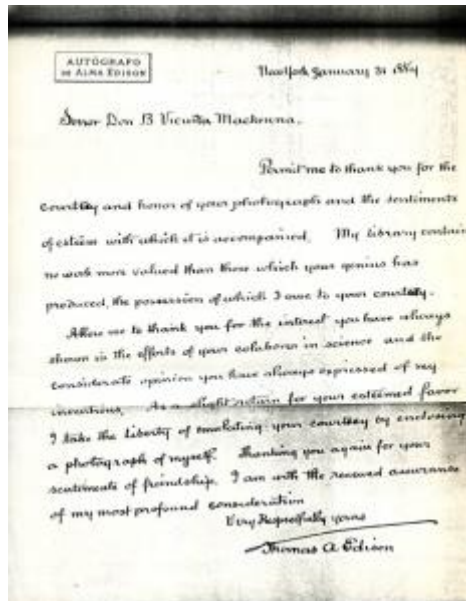 AUTÓGRAFO
DE ALMA EDISON
New York January 31 1884
Senor Don B Vicuña Mackenna.
Permit me to thank you for the
courtesy and honor of your photograph and the sentiments
of esteem with which it is accompanied. My library contain
no work more valued than those which your genius has
produced, the possession of which I owe to your courtesy.
Allow me to thank you for the interest you have always
shown in the efforts of your in science and the
considerate opinion you have always expressed of my
inventions. As a slight return for your esteemed favor
I take the liberty of emulating your courtesy by enclosing
a photograph of myself. Thanking you again for your
sentiments of friendship, I am with the renewed assurance
of my most profound consideration
Very Respectfully yours
Thomas A Edison